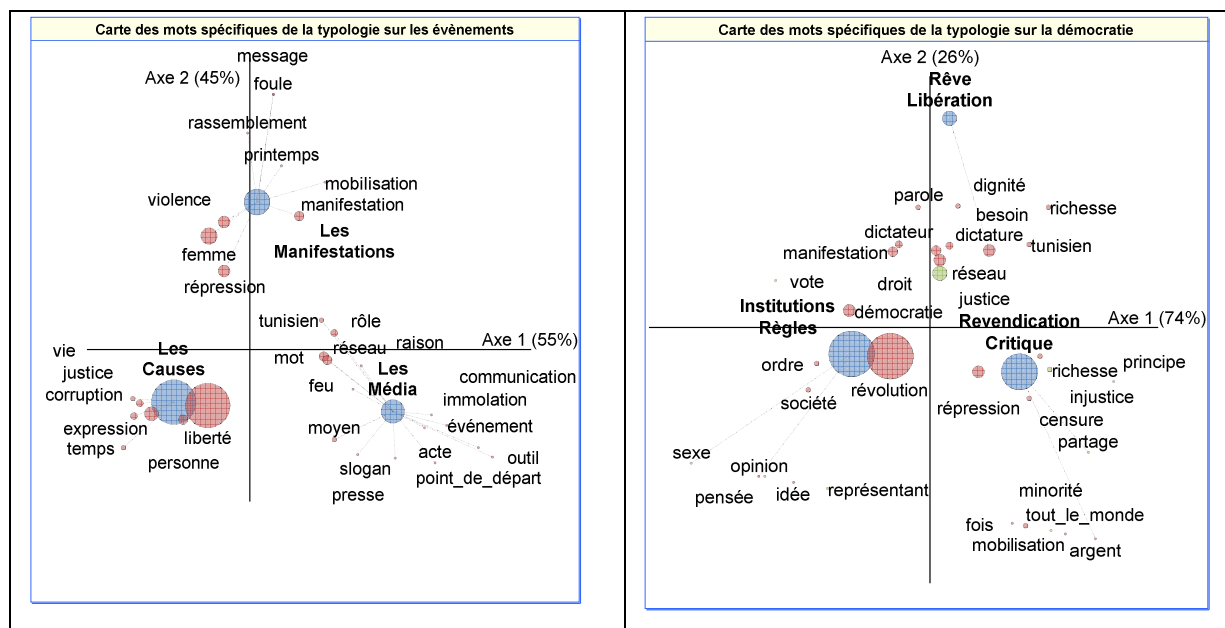 Carte des mots spécifiques de la typologie sur les évènements
message
Axe 2 (45%)
foule
rassemblement
printemps
mobilisation
violence
manifestation
Les
Manifestations
femme
répression
tunisien
rôle
raison
Axe 1 (55%)
réseau
mot
vie
Les
Causes
justice
Les
Média
communication
corruption
feu
immolation
expression
liberté
moyen
événement
temps
personne
slogan
acte
outil
point_de_départ
presse
Carte des mots spécifiques de la typologie sur la démocratie
Axe 2 (26%)
Rêve
Libération
dignité
parole
besoin
richesse
dictateur
dictature
manifestation
tunisien
réseau
vote
droit
justice
Institutions
Règles
démocratie
Axe 1 (74%)
Revendication
Critique
ordre
principe
richesse
révolution
injustice
société
répression
censure
partage
sexe
opinion
pensée
idée
représentant
minorité
tout_le_monde
fois
mobilisation
argent